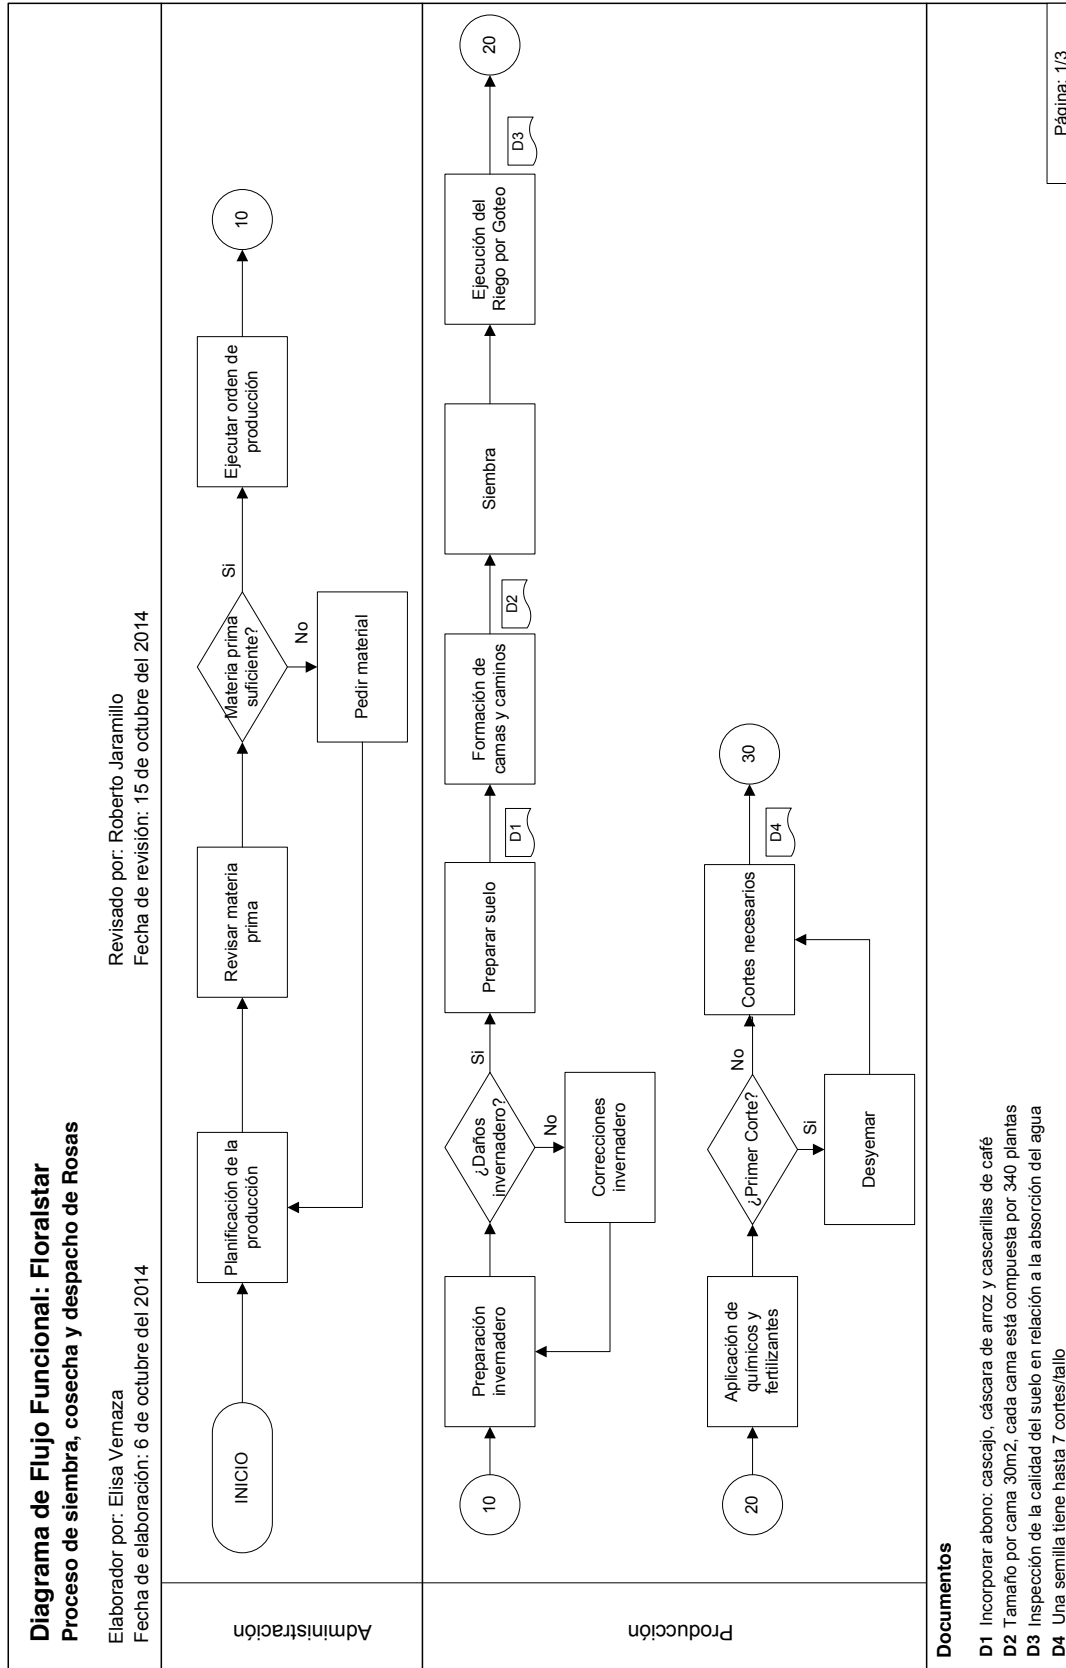 Diagrama de Flujo Funcional: Floralstar
Proceso de siembra, cosecha y despacho de Rosas
Elaborador por: Elisa Vernaza
Fecha de elaboración: 6 de octubre del 2014
Revisado por: Roberto Jaramillo
Fecha de revisión: 15 de octubre del 2014
Administración
INICIO
Planificación de la
producción
Revisar materia
prima
Materia prima
suficiente?
Si
No
Pedir material
Ejecutar orden de
producción
10
Producción
10
Preparación
invernadero
¿Daños
invernadero?
Si
No
Correcciones
invernadero
Preparar suelo
D1
Formación de
camas y caminos
D2
Siembra
Ejecución del
Riego por Goteo
D3
20
20
Aplicación de
químicos y
fertilizantes
¿Primer Corte?
No
Si
Desyemar
Cortes necesarios
D4
30
Documentos
D1 Incorporar abono: cascajo, cáscara de arroz y cascarillas de café
D2 Tamaño por cama 30m2, cada cama está compuesta por 340 plantas
D3 Inspección de la calidad del suelo en relación a la absorción del agua
D4 Una semilla tiene hasta 7 cortes/tallo
Página: 1/3